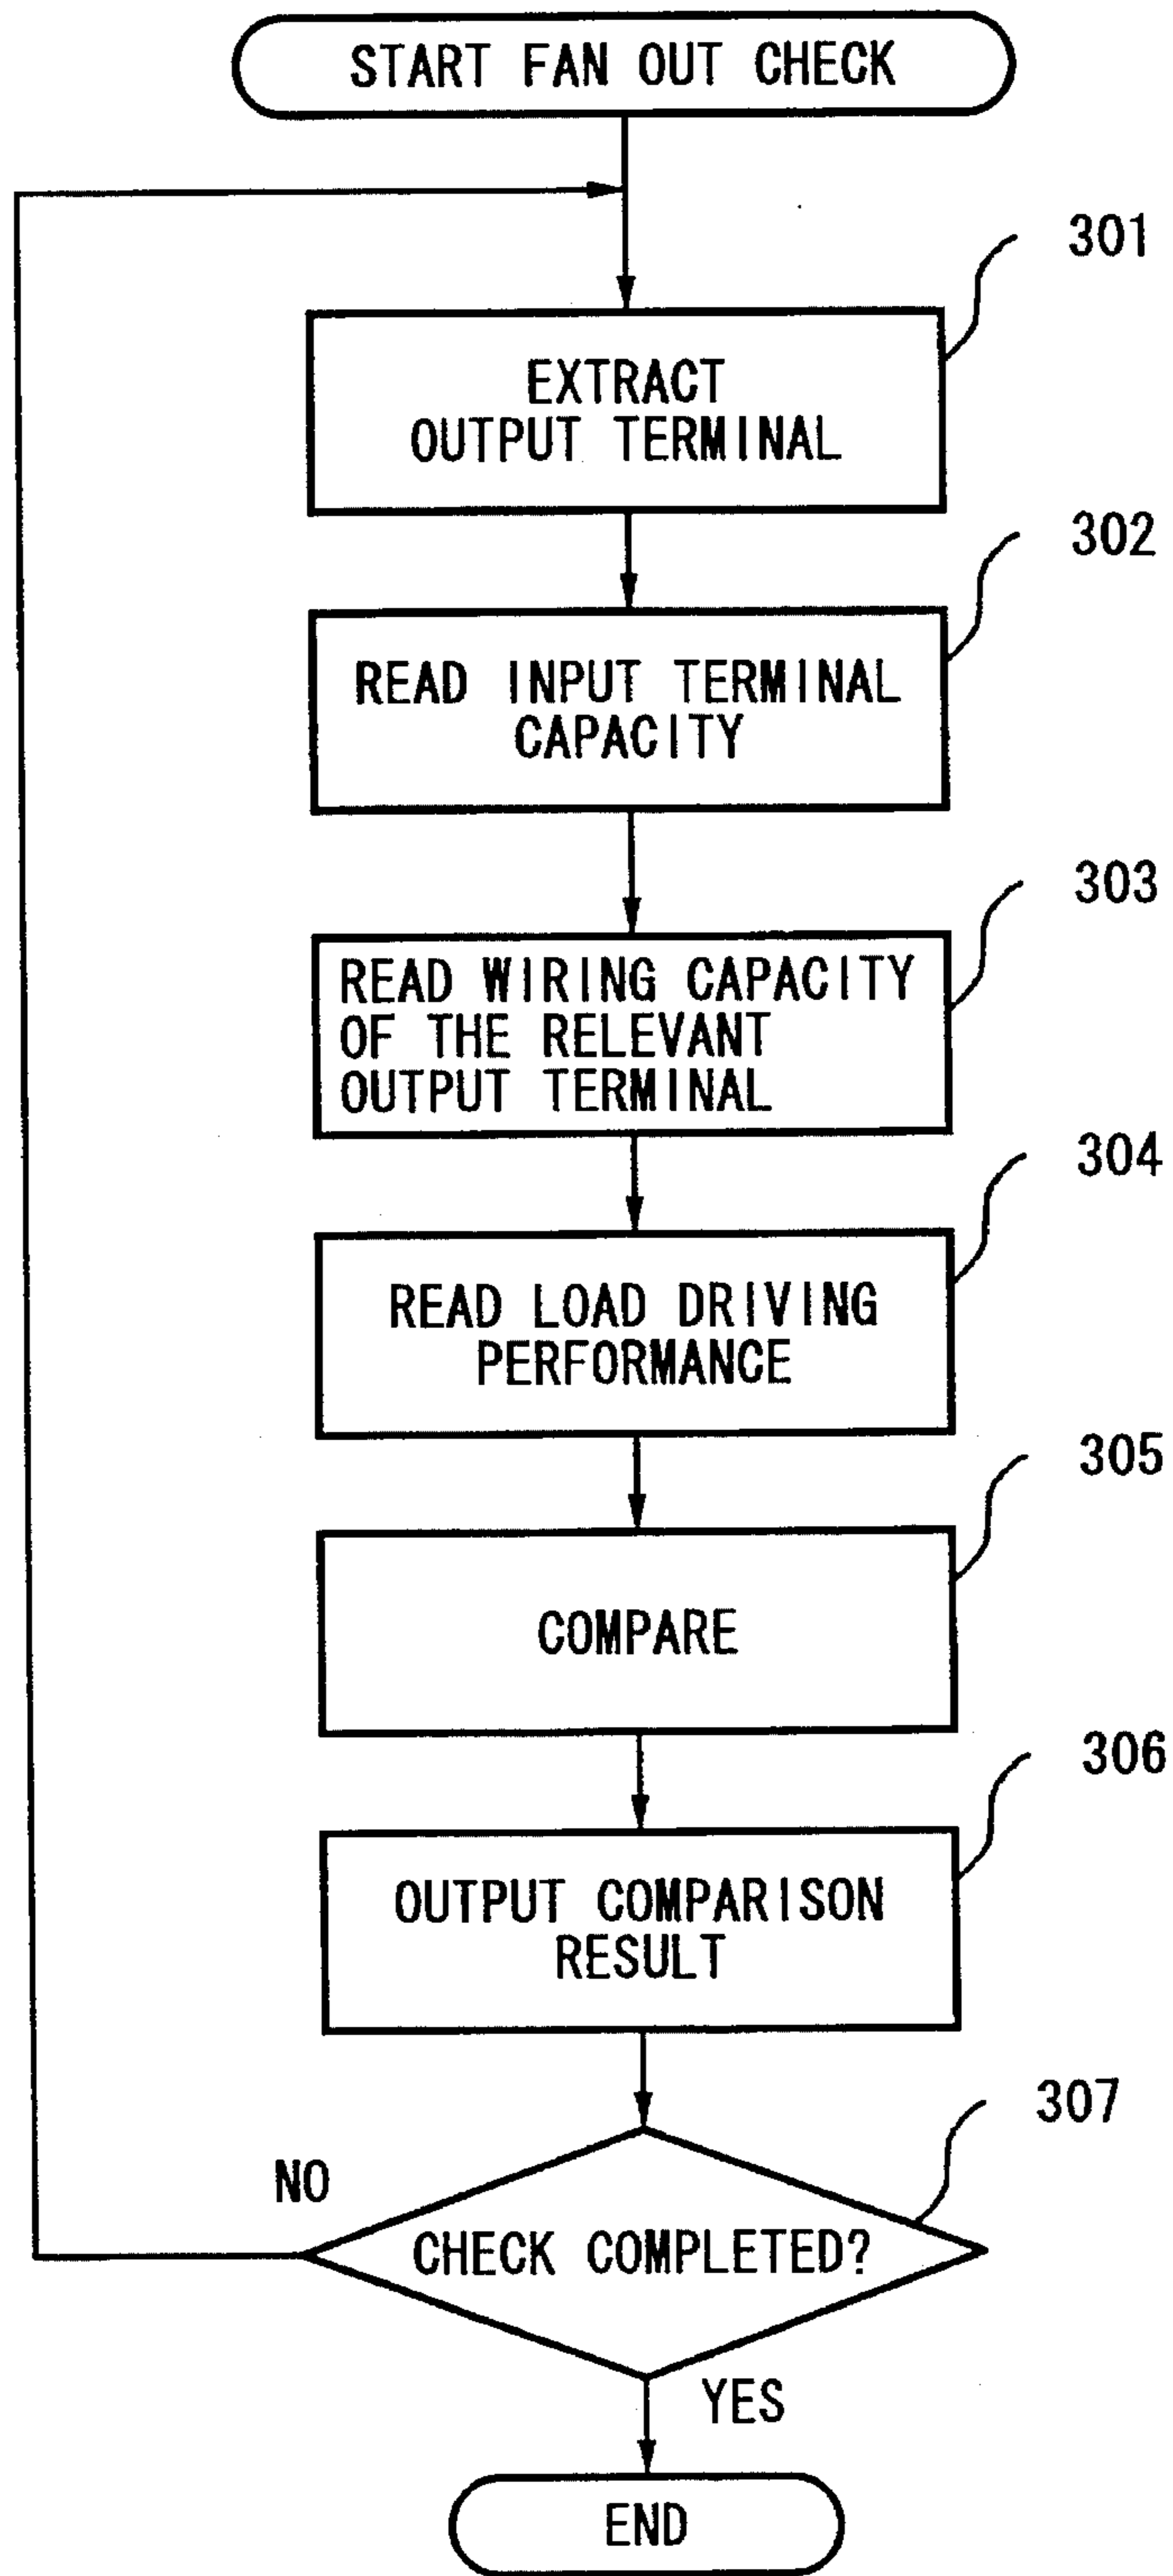 START FAN OUT CHECK
301
EXTRACT
OUTPUT TERMINAL
302
READ INPUT TERMINAL
CAPACITY
303
READ WIRING CAPACITY
OF THE RELEVANT
OUTPUT TERMINAL
304
READ LOAD DRIVING
PERFORMANCE
305
COMPARE
306
OUTPUT COMPARISON
RESULT
307
NO
CHECK COMPLETED?
YES
END